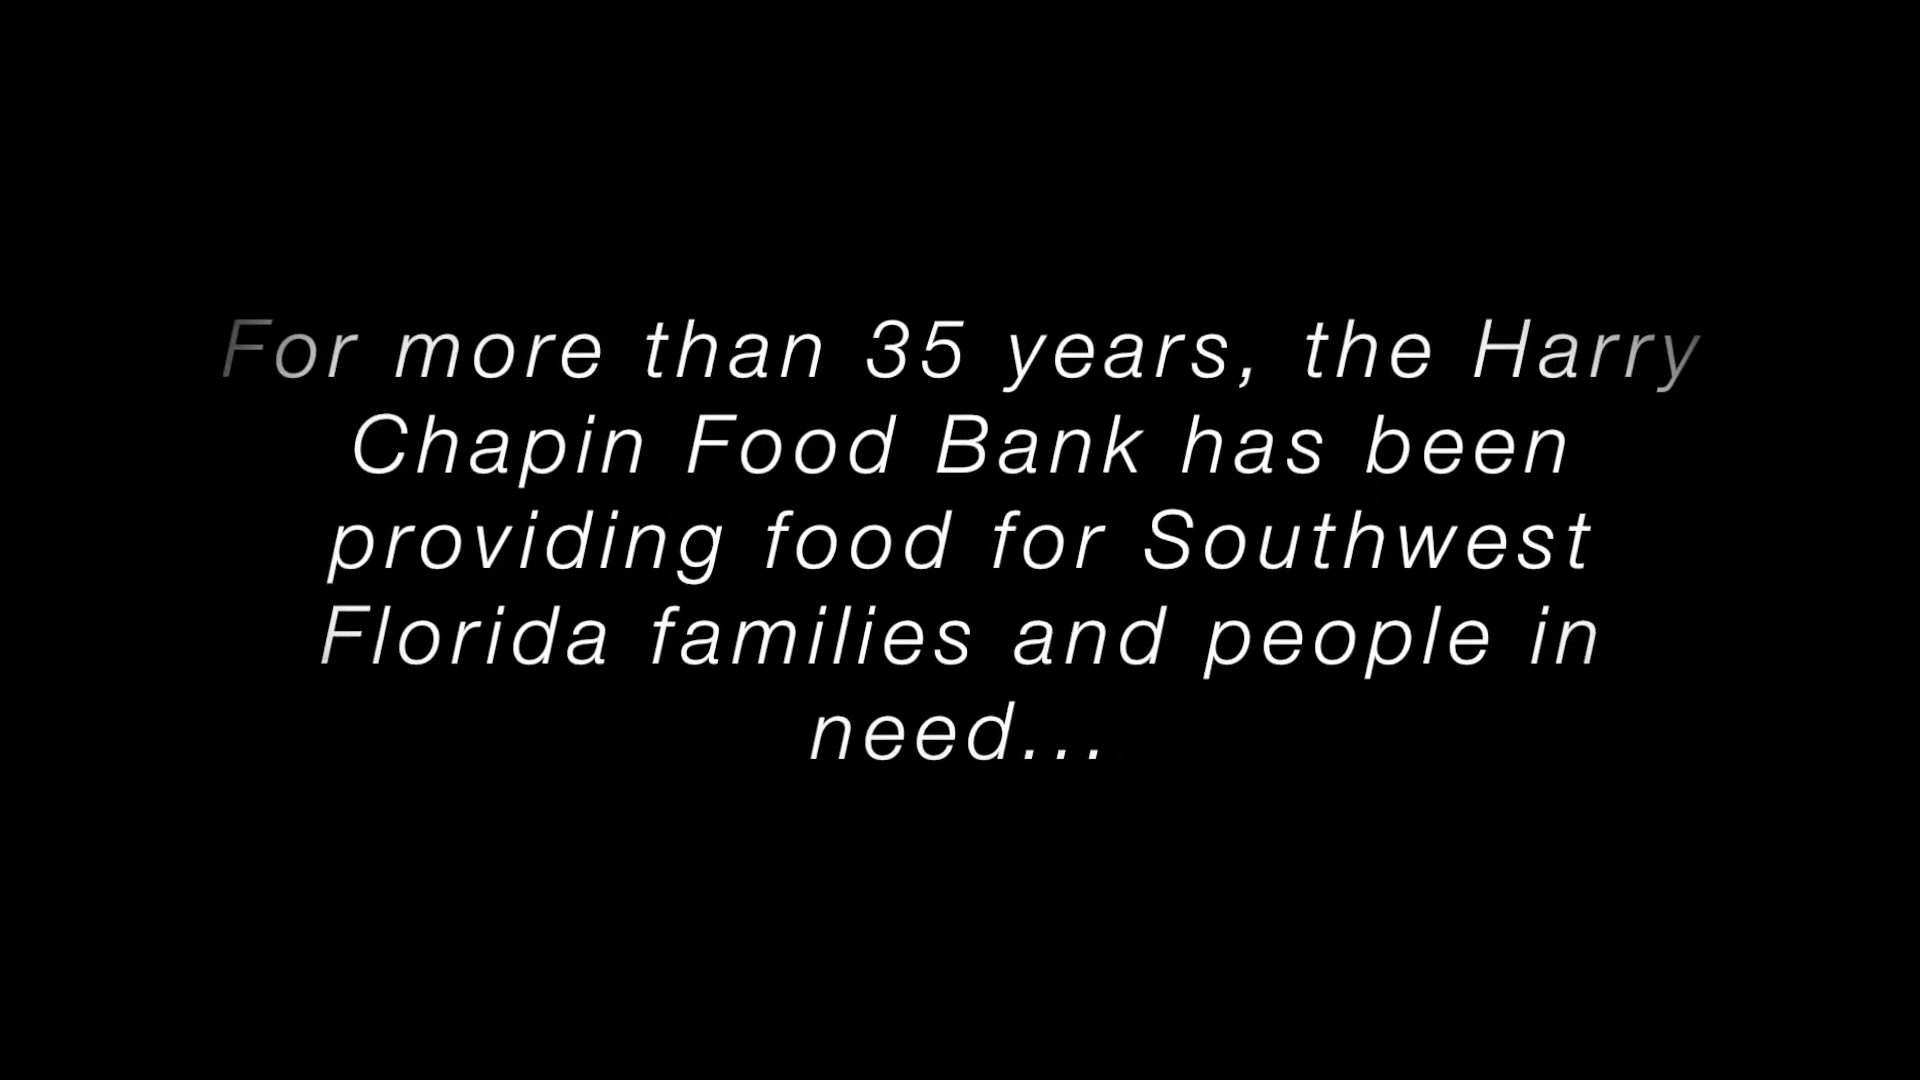 For more than 35 years, the Harry
Chapin Food Bank has been
providing food for Southwest
Florida families and people in
need...